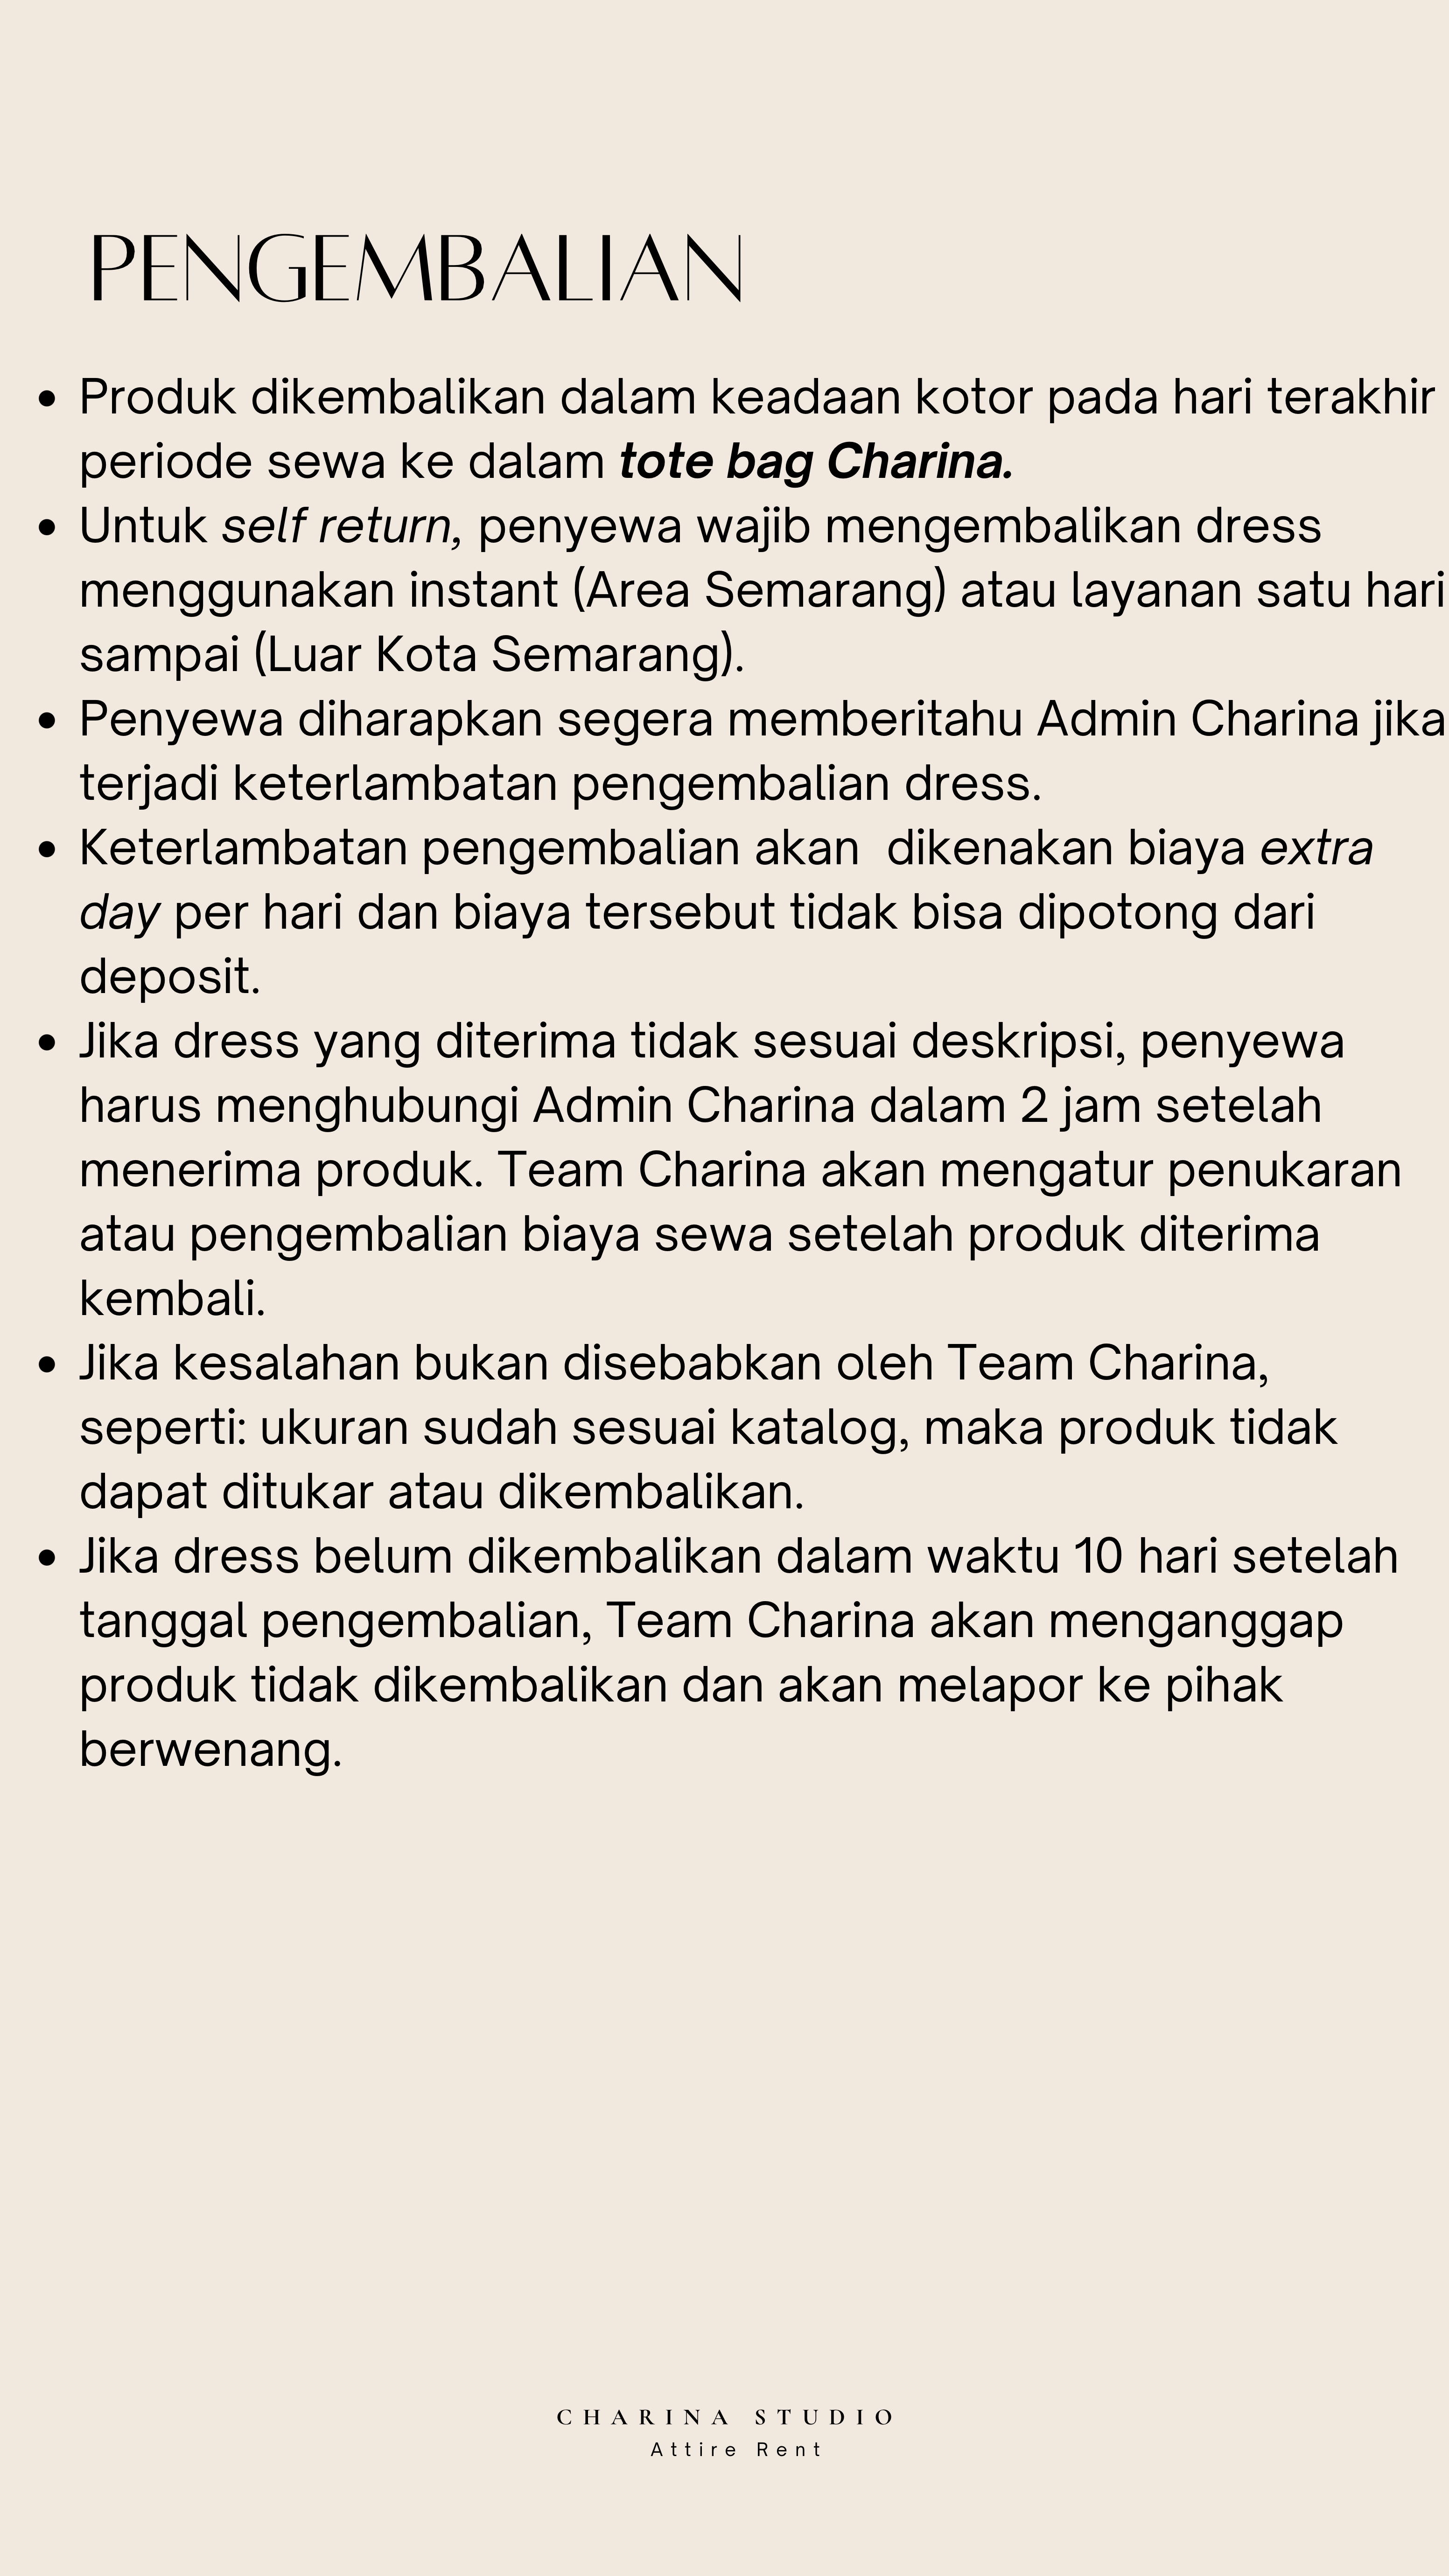 PENGEMBALIAN
• Produk dikembalikan dalam keadaan kotor pada hari terakhir
periode sewa ke dalam tote bag Charina.
• Untuk self return, penyewa wajib mengembalikan dress
menggunakan instant (Area Semarang) atau layanan satu hari
sampai (Luar Kota Semarang).
• Penyewa diharapkan segera memberitahu Admin Charina jika
terjadi keterlambatan pengembalian dress.
• Keterlambatan pengembalian akan  dikenakan biaya extra
day per hari dan biaya tersebut tidak bisa dipotong dari
deposit.
• Jika dress yang diterima tidak sesuai deskripsi, penyewa
harus menghubungi Admin Charina dalam 2 jam setelah
menerima produk. Team Charina akan mengatur penukaran
atau pengembalian biaya sewa setelah produk diterima
kembali.
• Jika kesalahan bukan disebabkan oleh Team Charina,
seperti: ukuran sudah sesuai katalog, maka produk tidak
dapat ditukar atau dikembalikan.
• Jika dress belum dikembalikan dalam waktu 10 hari setelah
tanggal pengembalian, Team Charina akan menganggap
produk tidak dikembalikan dan akan melapor ke pihak
berwenang.
CHARINA STUDIO
Attire Rent